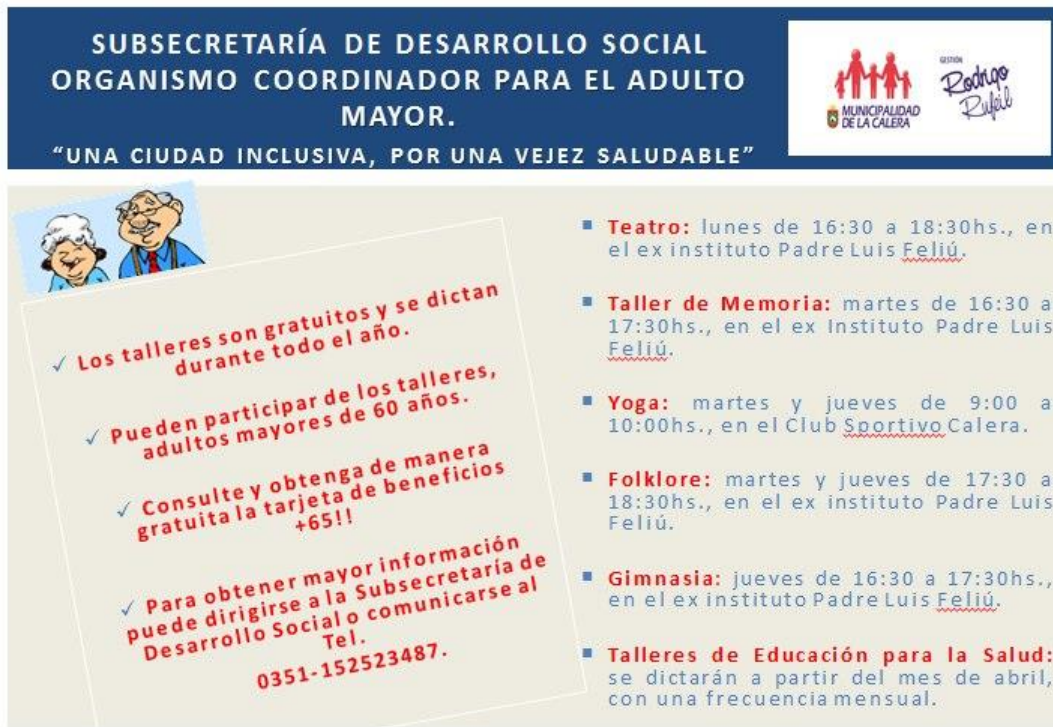 SUBSECRETARÍA DE DESARROLLO SOCIAL
ORGANISMO COORDINADOR PARA EL ADULTO
MAYOR.
“UNA CIUDAD INCLUSIVA, POR UNA VEJEZ SALUDABLE”
MUNICIPALIDAD
DE LA CALERA
GESTIÓN
Rodrigo
Rufeil
✓ Los talleres son gratuitos y se dictan
durante todo el año.
✓ Pueden participar de los talleres,
adultos mayores de 60 años.
✓ Consulte y obtenga de manera
gratuita la tarjeta de beneficios
+65!!
✓ Para obtener mayor información
puede dirigirse a la Subsecretaría de
Desarrollo Social o comunicarse al
Tel.
0351-152523487.
▪ Teatro: lunes de 16:30 a 18:30hs., en
el ex instituto Padre Luis Feliú.
▪ Taller de Memoria: martes de 16:30 a
17:30hs., en el ex Instituto Padre Luis
Feliú.
▪ Yoga: martes y jueves de 9:00 a
10:00hs., en el Club Sportivo Calera.
▪ Folklore: martes y jueves de 17:30 a
18:30hs., en el ex instituto Padre Luis
Feliú.
▪ Gimnasia: jueves de 16:30 a 17:30hs.,
en el ex instituto Padre Luis Feliú.
▪ Talleres de Educación para la Salud:
se dictarán a partir del mes de abril,
con una frecuencia mensual.